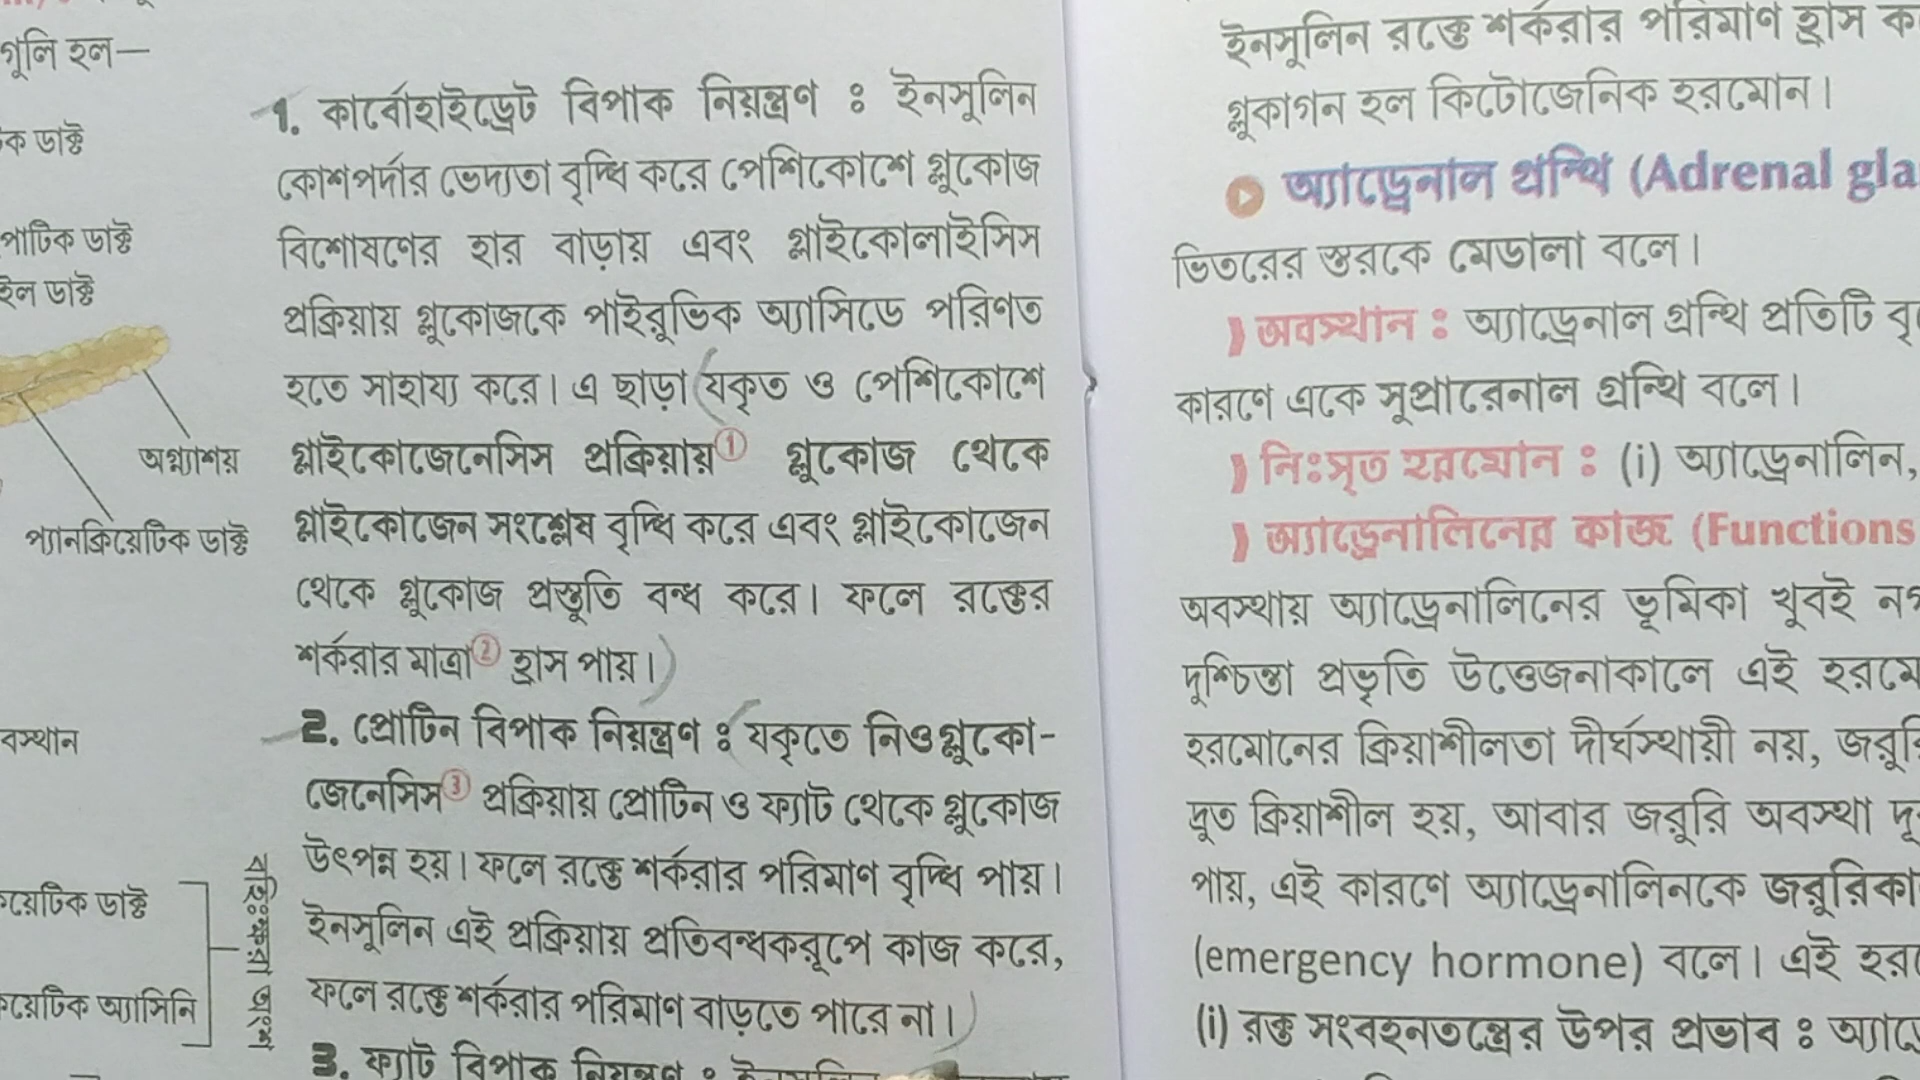 গুলি হল—
ক ডাক্ট
পাটিক ডাক্ট
ইল ডাক্ট
অগ্ন্যাশয়
প্যানক্রিয়েটিক ডাক্ট
বস্থান
য়েটিক ডাক্ট
য়েটিক অ্যাসিনি
বহিঃক্ষরা অংশ
1. কার্বোহাইড্রেট বিপাক নিয়ন্ত্রণ : ইনসুলিন
কোশপর্দার ভেদ্যতা বৃদ্ধি করে পেশিকোশে গ্লুকোজ
বিশোষণের হার বাড়ায় এবং গ্লাইকোলাইসিস
প্রক্রিয়ায় গ্লুকোজকে পাইরুভিক অ্যাসিডে পরিণত
হতে সাহায্য করে। এ ছাড়া যকৃত ও পেশিকোশে
গ্লাইকোজেনেসিস প্রক্রিয়ায়① গ্লুকোজ থেকে
গ্লাইকোজেন সংশ্লেষ বৃদ্ধি করে এবং গ্লাইকোজেন
থেকে গ্লুকোজ প্রস্তুতি বন্ধ করে। ফলে রক্তের
শর্করার মাত্রা② হ্রাস পায়।
2. প্রোটিন বিপাক নিয়ন্ত্রণ : যকৃতে নিওগ্লুকো-
জেনেসিস③ প্রক্রিয়ায় প্রোটিন ও ফ্যাট থেকে গ্লুকোজ
উৎপন্ন হয়। ফলে রক্তে শর্করার পরিমাণ বৃদ্ধি পায়।
ইনসুলিন এই প্রক্রিয়ায় প্রতিবন্ধকরূপে কাজ করে,
ফলে রক্তে শর্করার পরিমাণ বাড়তে পারে না।
3. ফ্যাট বিপাক নিয়ন্ত্রণ : ইনসুলিন
ইনসুলিন রক্তে শর্করার পরিমাণ হ্রাস ক
গ্লুকাগন হল কিটোজেনিক হরমোন।
অ্যাড্রেনাল গ্রন্থি (Adrenal gla
ভিতরের স্তরকে মেডালা বলে।
অবস্থান : অ্যাড্রেনাল গ্রন্থি প্রতিটি বৃ
কারণে একে সুপ্রারেনাল গ্রন্থি বলে।
নিঃসৃত হরমোন : (i) অ্যাড্রেনালিন,
অ্যাড্রেনালিনের কাজ (Functions
অবস্থায় অ্যাড্রেনালিনের ভূমিকা খুবই নগ
দুশ্চিন্তা প্রভৃতি উত্তেজনাকালে এই হরমো
হরমোনের ক্রিয়াশীলতা দীর্ঘস্থায়ী নয়, জরুরি
দ্রুত ক্রিয়াশীল হয়, আবার জরুরি অবস্থা দূ
পায়, এই কারণে অ্যাড্রেনালিনকে জরুরিকা
(emergency hormone) বলে। এই হর
(i) রক্ত সংবহনতন্ত্রের উপর প্রভাব : অ্যাড্রে